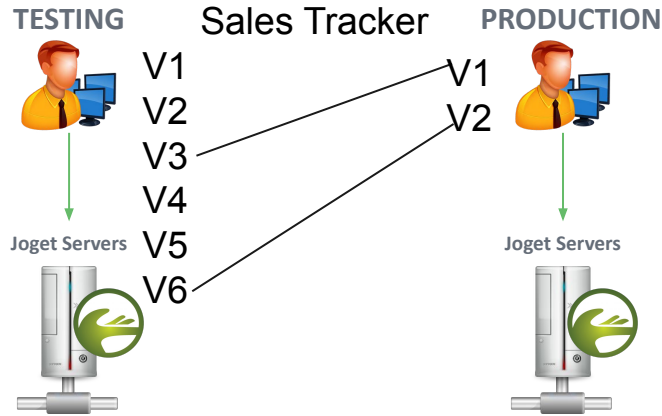 TESTING
Sales Tracker
PRODUCTION
V1
V2
V3
V4
V5
V6
V1
V2
Joget Servers
Joget Servers